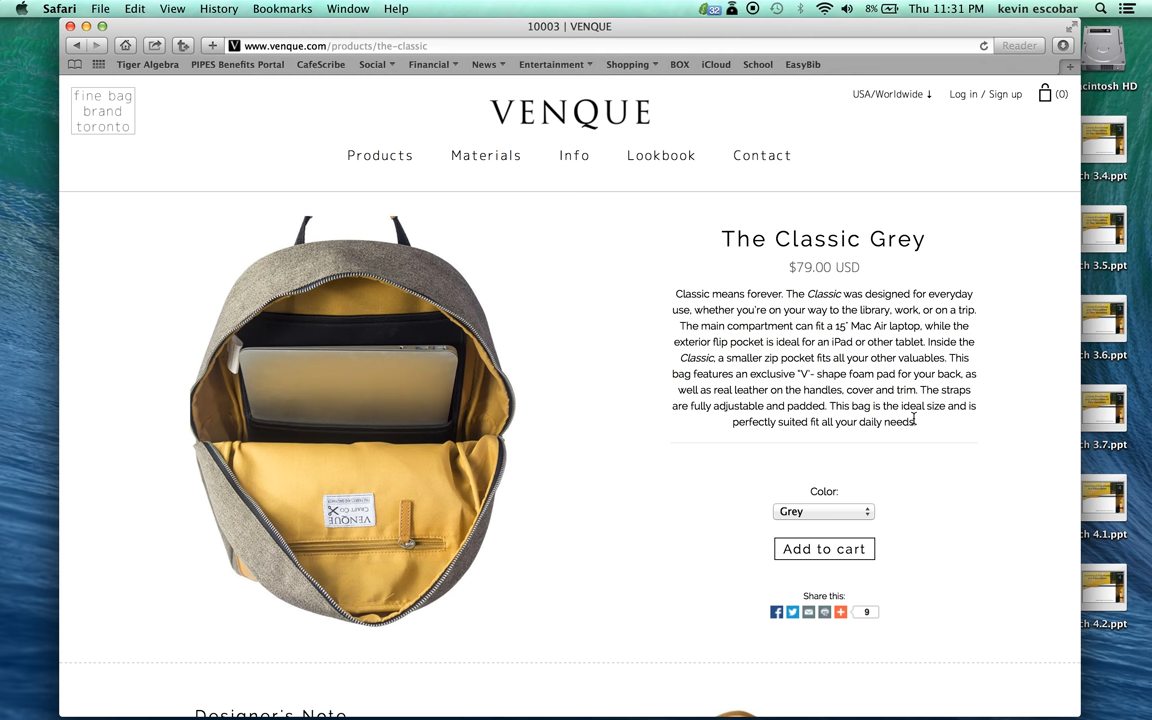 Safari File Edit View History Bookmarks Window Help 32 8% Thu 11:31 PM kevin escobar
10003 | VENQUE
V www.venque.com/products/the-classic Reader
Tiger Algebra PIPES Benefits Portal CafeScribe Social Financial News Entertainment Shopping BOX iCloud School EasyBib
cintosh HD
fine bag
brand
toronto
VENQUE
USA/Worldwide ↓ Log in / Sign up (0)
Products Materials Info Lookbook Contact
ch 3.4.ppt
ch 3.5.ppt
ch 3.6.ppt
ch 3.7.ppt
ch 4.1.ppt
ch 4.2.ppt
The Classic Grey
$79.00 USD
Classic means forever. The Classic was designed for everyday
use, whether you're on your way to the library, work, or on a trip.
The main compartment can fit a 15" Mac Air laptop, while the
exterior flip pocket is ideal for an iPad or other tablet. Inside the
Classic, a smaller zip pocket fits all your other valuables. This
bag features an exclusive "V"- shape foam pad for your back, as
well as real leather on the handles, cover and trim. The straps
are fully adjustable and padded. This bag is the ideal size and is
perfectly suited fit all your daily needs.
VENQUE
CRAFT CO.
Color:
Grey
Add to cart
Share this:
9
Designer's Note